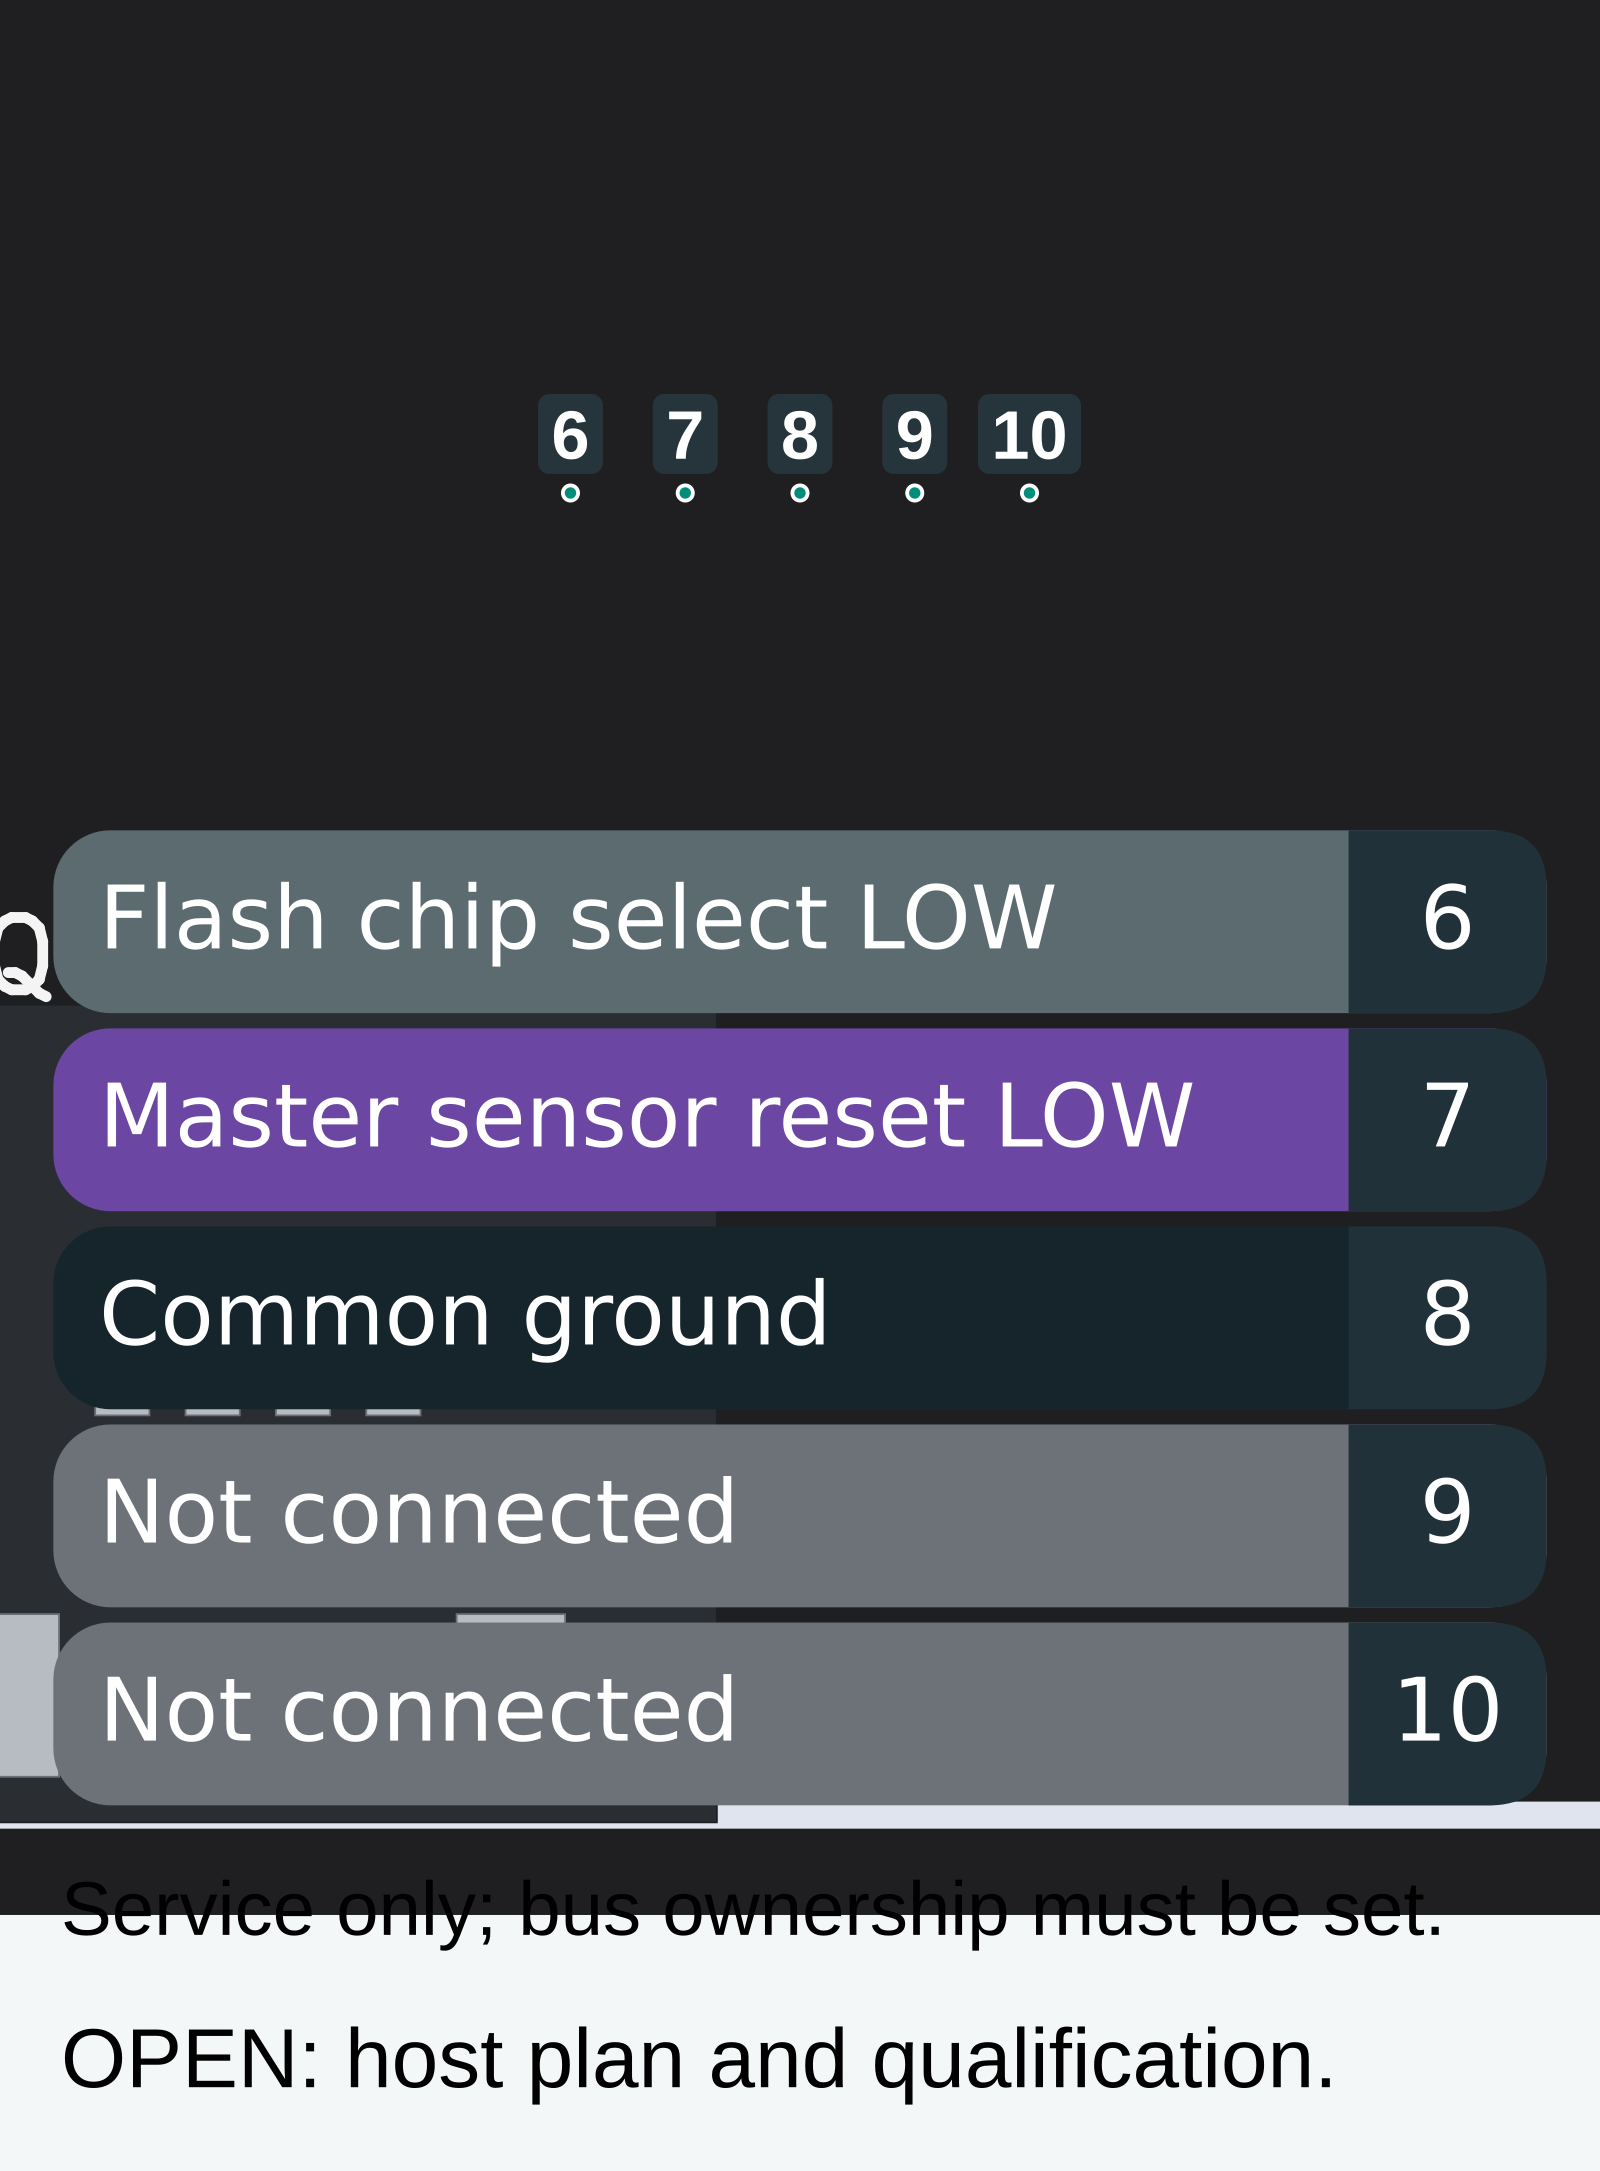 6 7 8 9 10
Q
Flash chip select LOW 6
Master sensor reset LOW 7
Common ground 8
Not connected 9
Not connected 10
Service only; bus ownership must be set.
OPEN: host plan and qualification.